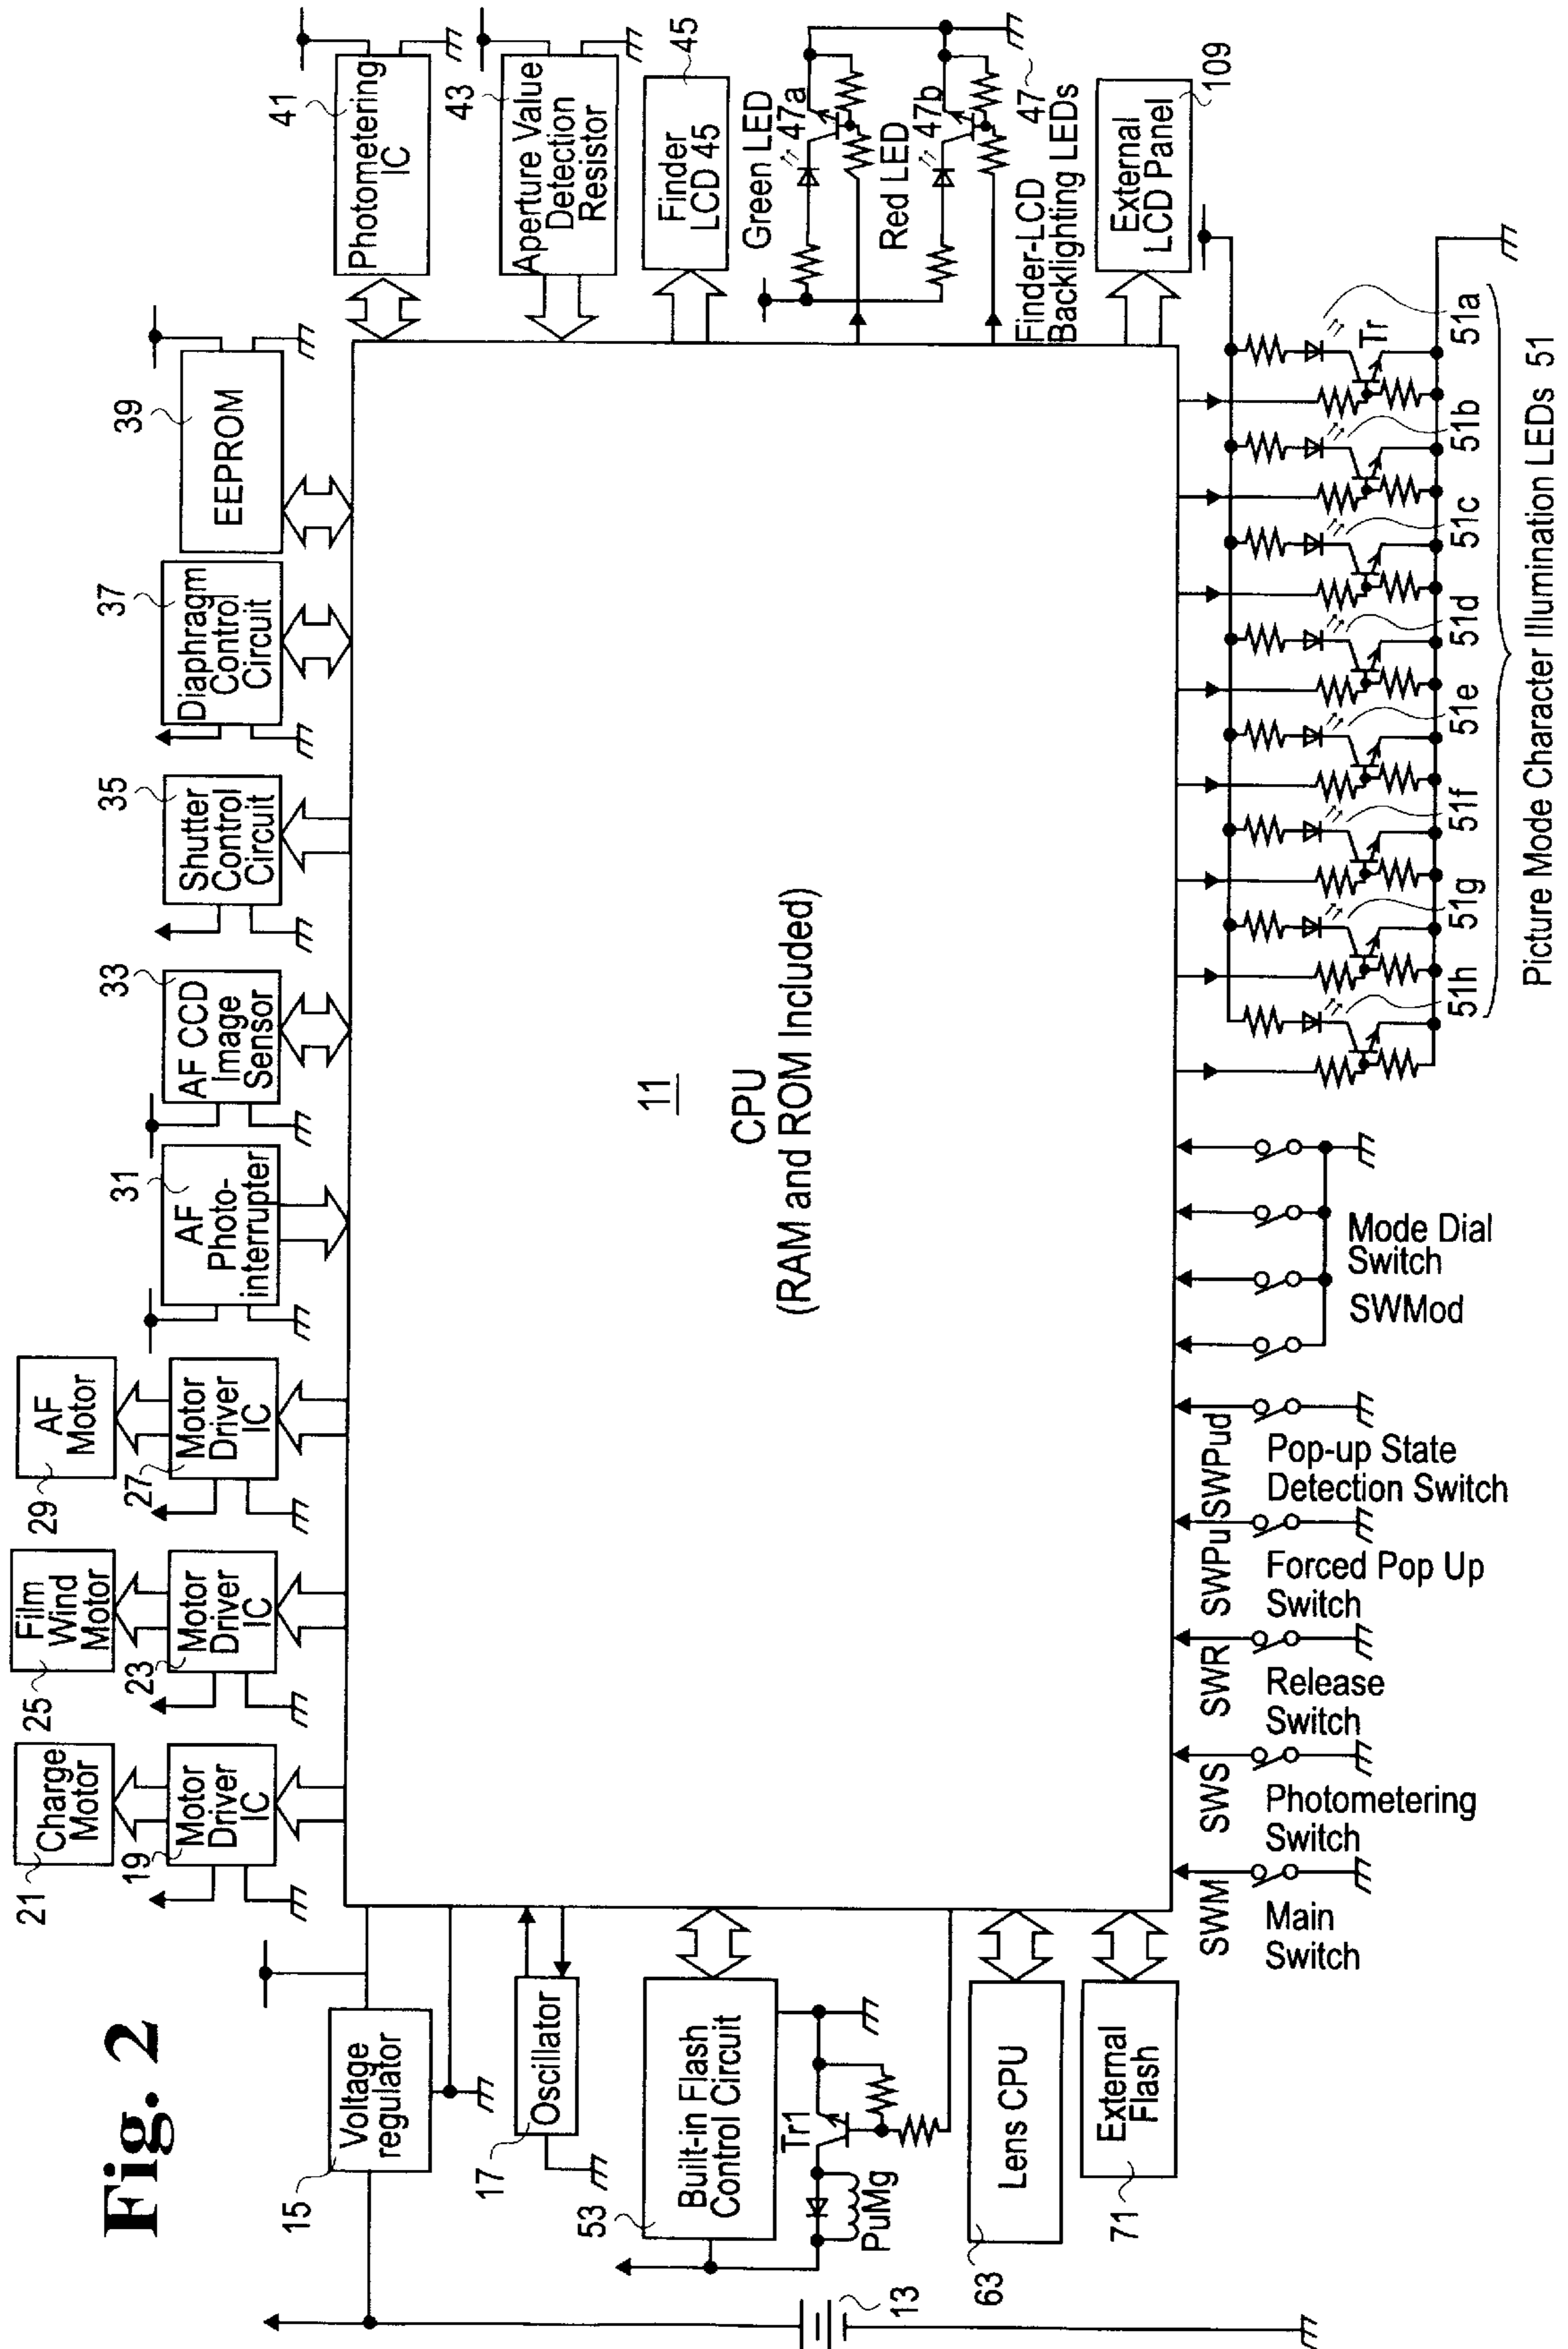 Fig. 2
21
Charge
Motor
19
Motor
Driver
IC
25
Film
Wind
Motor
23
Motor
Driver
IC
29
AF
Motor
27
Motor
Driver
IC
31
AF
Photo-
interrupter
33
AF CCD
Image
Sensor
35
Shutter
Control
Circuit
37
Diaphragm
Control
Circuit
39
EEPROM
41
Photometering
IC
43
Aperture Value
Detection
Resistor
45
Finder
LCD 45
Green LED
47a
Red LED
47b
47
Finder-LCD
Backlighting LEDs
109
External
LCD Panel
15
Voltage
regulator
17
Oscillator
53
Built-in Flash
Control Circuit
Tr1
PuMg
13
63
Lens CPU
71
External
Flash
11
CPU
(RAM and ROM Included)
SWM
Main
Switch
SWS
Photometering
Switch
SWR
Release
Switch
SWPu
Forced Pop Up
Switch
SWPud
Pop-up State
Detection Switch
Mode Dial
Switch
SWMod
Tr
51h
51g
51f
51e
51d
51c
51b
51a
Picture Mode Character Illumination LEDs 51